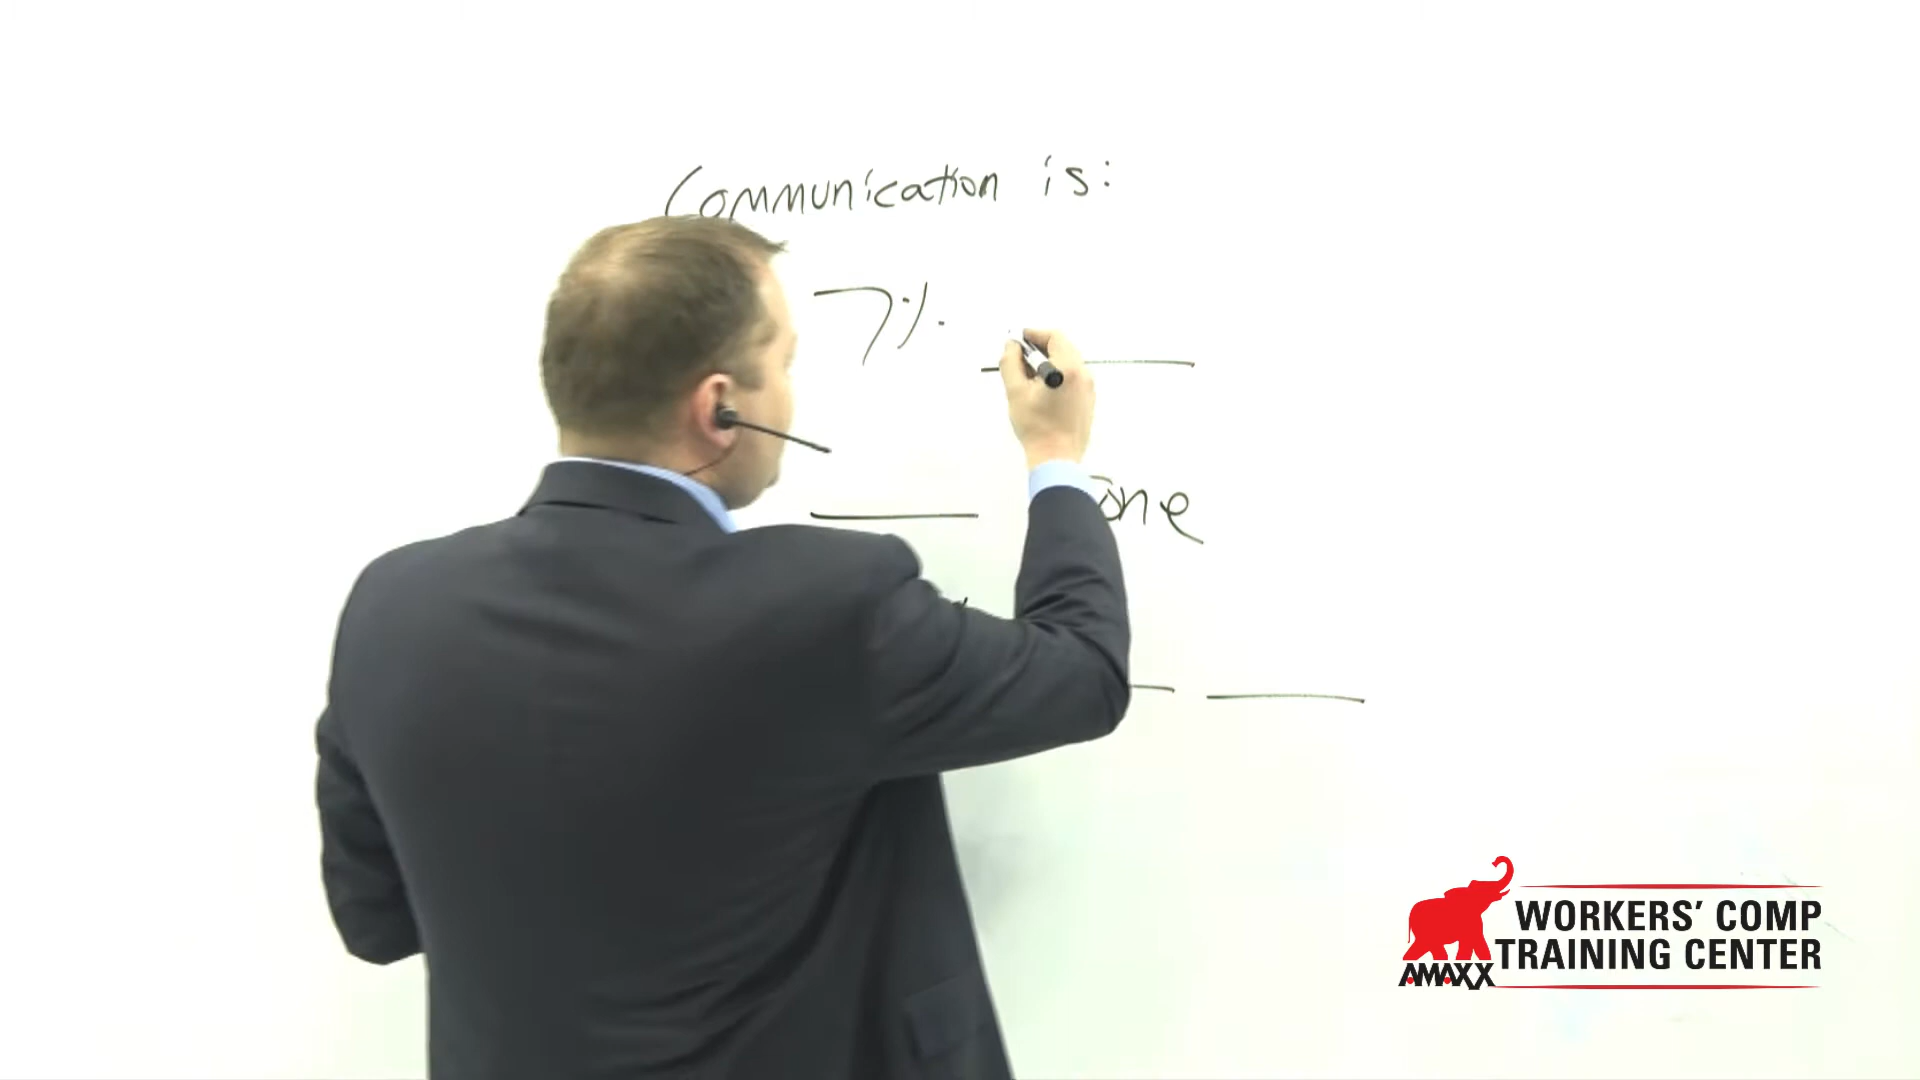 Communication is:
7%
one
WORKERS' COMP
TRAINING CENTER
AMAXX